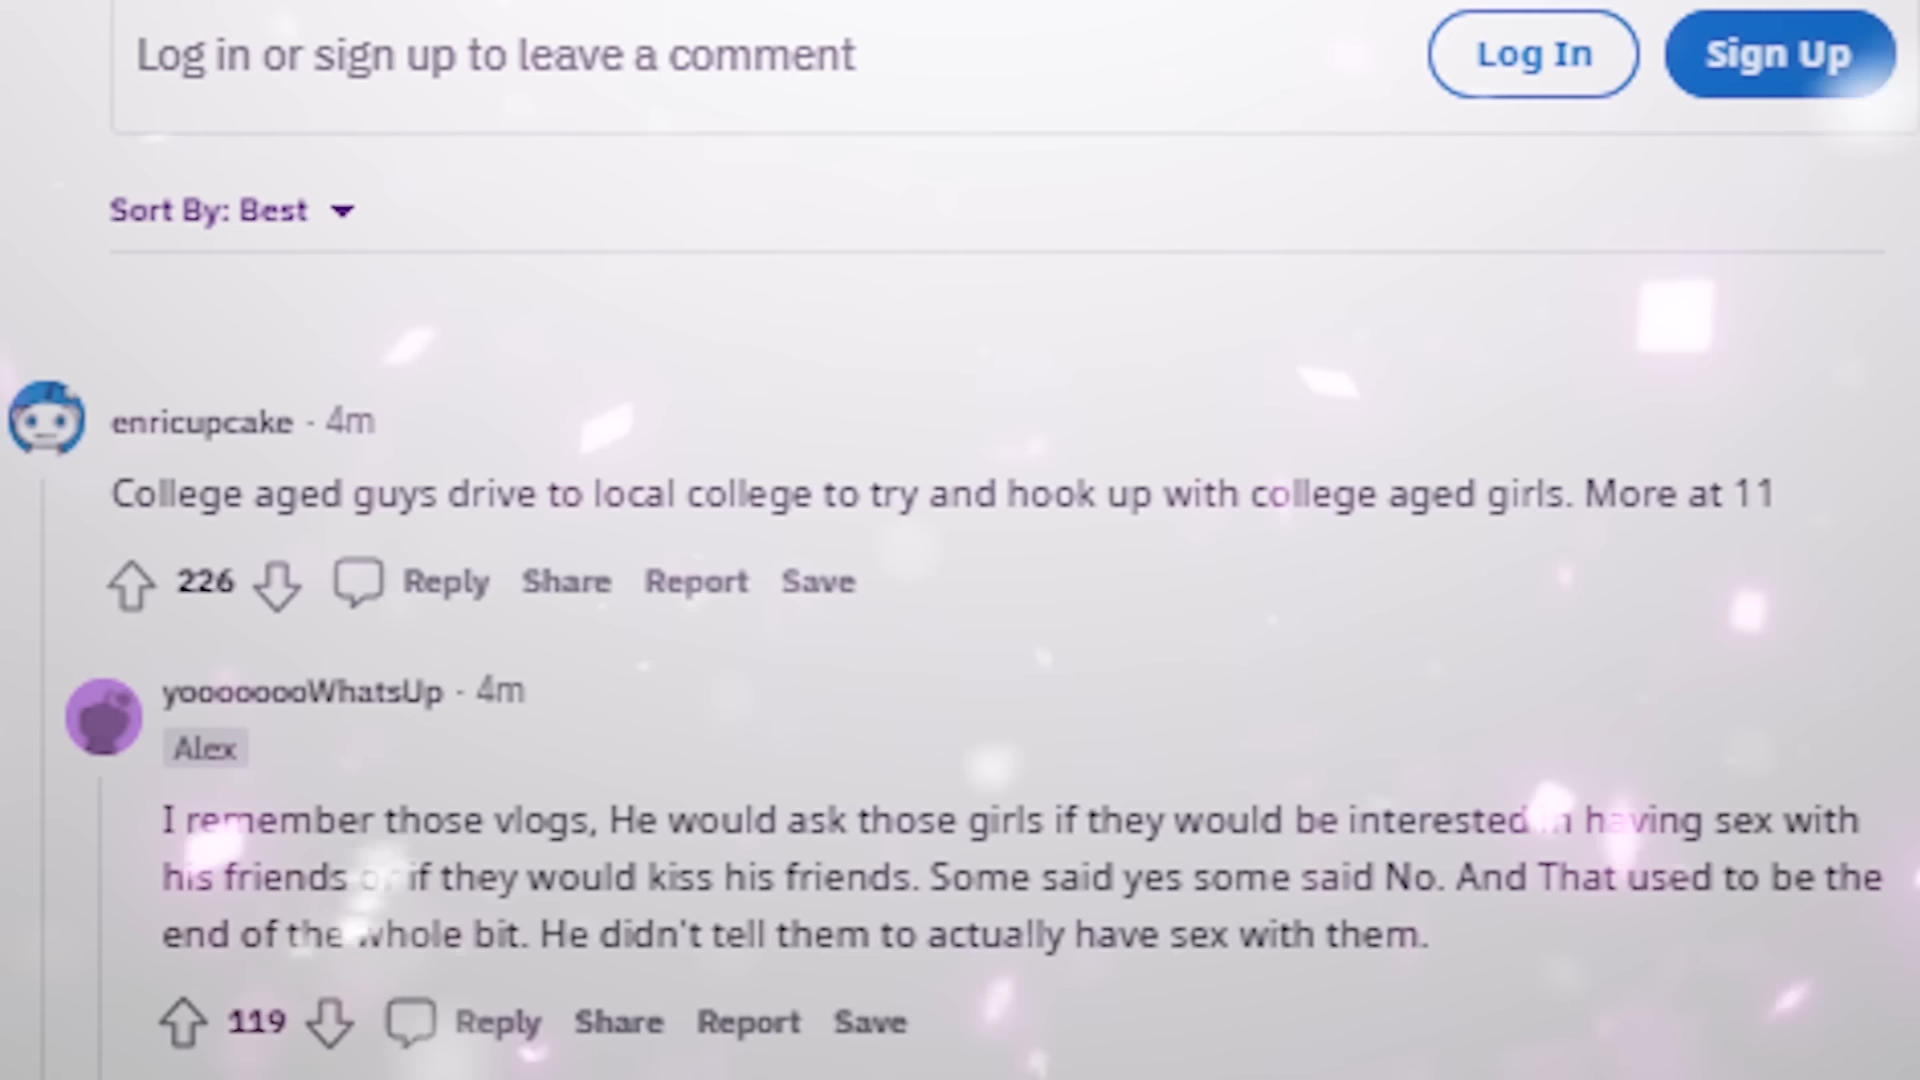 Log in or sign up to leave a comment
Log In
Sign Up
Sort By: Best
enricupcake · 4m
College aged guys drive to local college to try and hook up with college aged girls. More at 11
226 Reply Share Report Save
yoooooooWhatsUp · 4m
Alex
I remember those vlogs, He would ask those girls if they would be interested in having sex with
his friends or if they would kiss his friends. Some said yes some said No. And That used to be the
end of the whole bit. He didn't tell them to actually have sex with them.
119 Reply Share Report Save